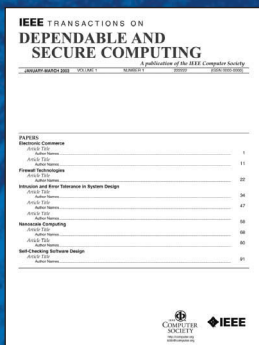 IEEE TRANSACTIONS ON
DEPENDABLE AND
SECURE COMPUTING
A publication of the IEEE Computer Society
JANUARY-MARCH 2005 VOLUME 1 NUMBER 1
PAPERS
Electronic Commerce
Article Title
Author Names 1
Article Title
Author Names 11
Firewall Technologies
Article Title
Author Names 22
Intrusion and Error Tolerance in System Design
Article Title
Author Names 34
Article Title
Author Names 47
Article Title
Author Names
Nanoscale Computing
Article Title
Author Names
Article Title
Author Names 80
Self-Checking Software Design
Article Title
Author Names 91
COMPUTER
SOCIETY
IEEE